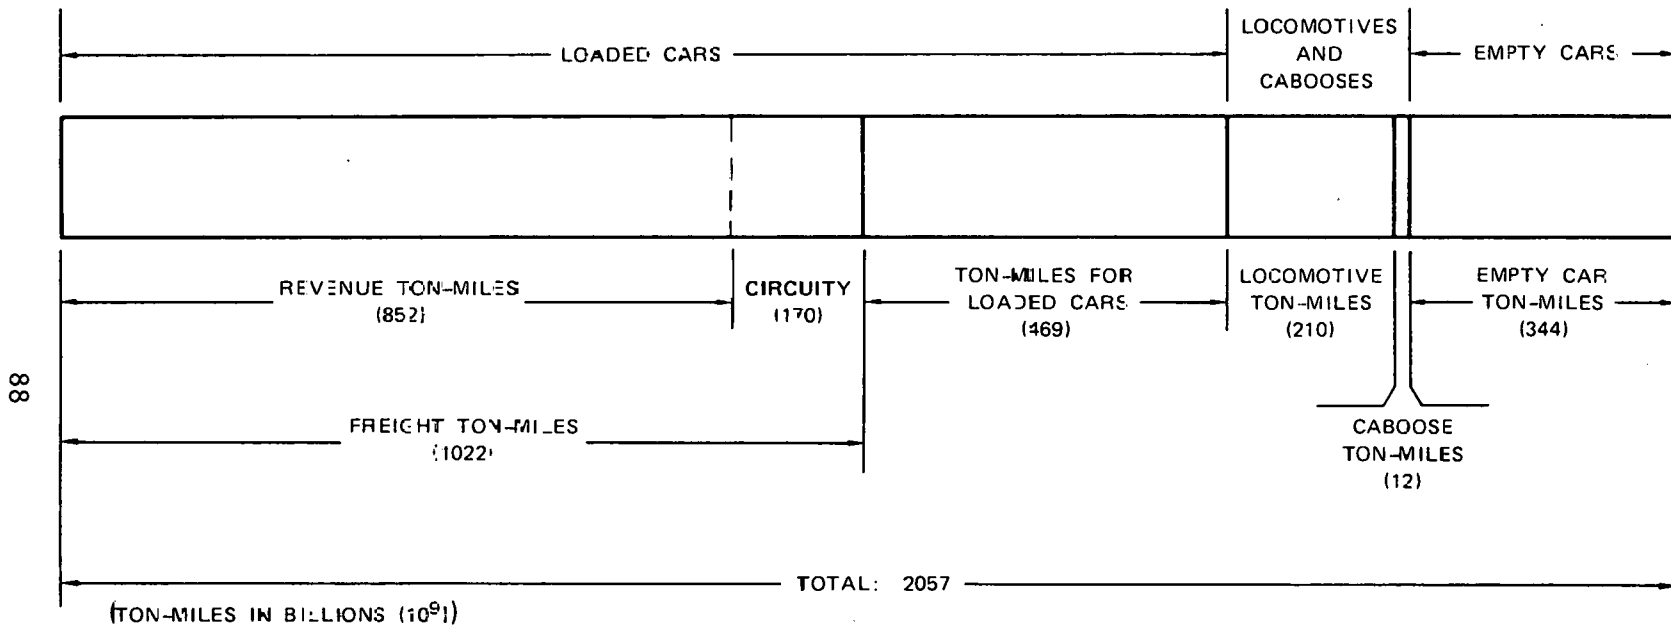 LOADED CARS
LOCOMOTIVES
AND
CABOOSES
EMPTY CARS
REVENUE TON-MILES
(852)
CIRCUITY
(170)
TON-MILES FOR
LOADED CARS
(469)
LOCOMOTIVE
TON-MILES
(210)
EMPTY CAR
TON-MILES
(344)
88
FREIGHT TON-MILES
(1022)
CABOOSE
TON-MILES
(12)
TOTAL: 2057
(TON-MILES IN BILLIONS (10⁹))